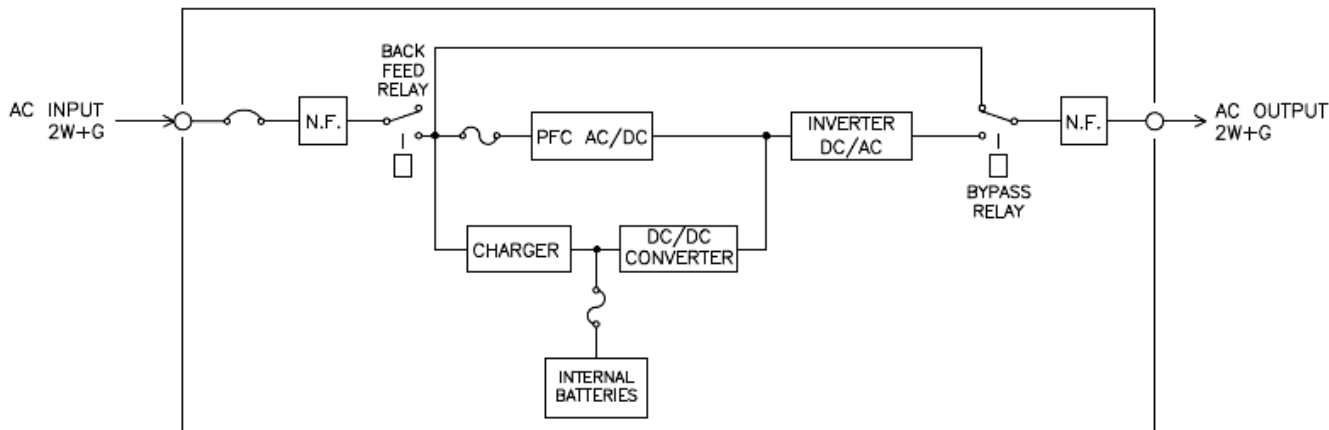 BACK
FEED
RELAY
AC INPUT
2W+G
N.F.
PFC AC/DC
INVERTER
DC/AC
N.F.
AC OUTPUT
2W+G
BYPASS
RELAY
CHARGER
DC/DC
CONVERTER
INTERNAL
BATTERIES